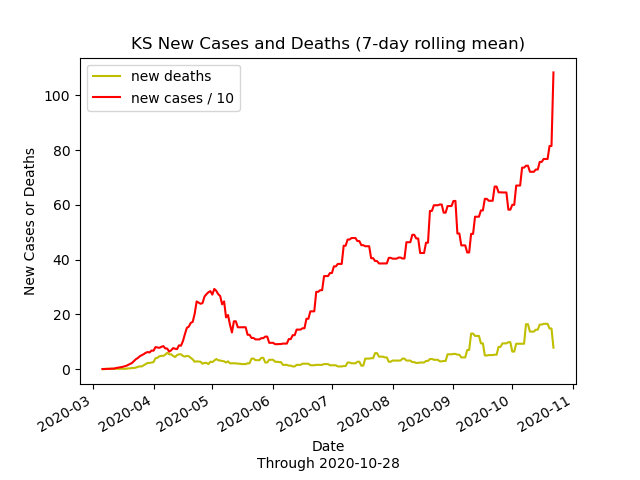 KS New Cases and Deaths (7-day rolling mean)
new deaths
new cases / 10
New Cases or Deaths
100
80
60
40
20
0
2020-03
2020-04
2020-05
2020-06
2020-07
2020-08
2020-09
2020-10
2020-11
Date
Through 2020-10-28